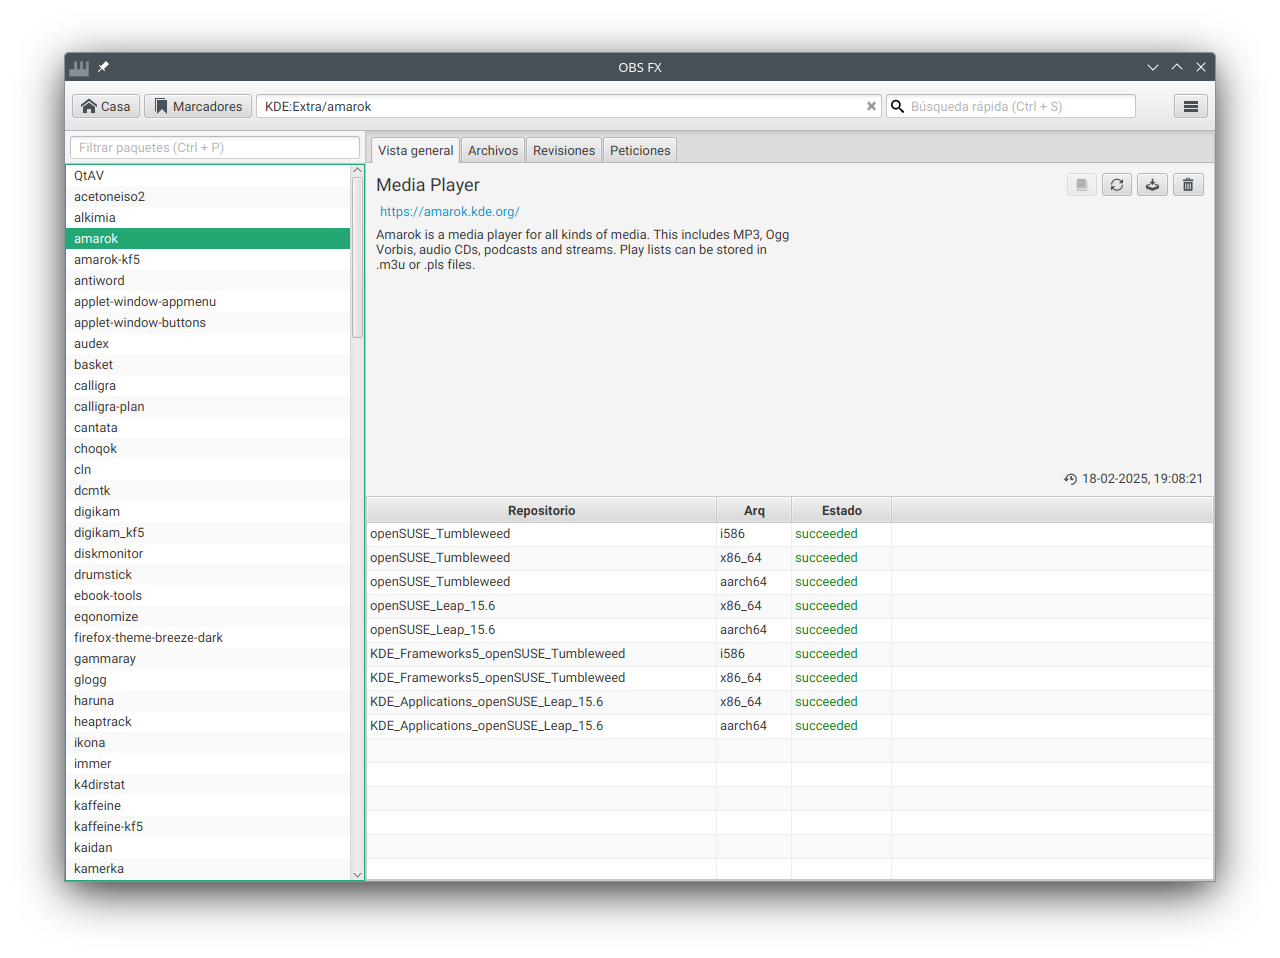 OBS FX
Casa
Marcadores
KDE:Extra/amarok
Búsqueda rápida (Ctrl + S)
Filtrar paquetes (Ctrl + P)
QtAV
acetoneiso2
alkimia
amarok
amarok-kf5
antiword
applet-window-appmenu
applet-window-buttons
audex
basket
calligra
calligra-plan
cantata
choqok
cln
dcmtk
digikam
digikam_kf5
diskmonitor
drumstick
ebook-tools
eqonomize
firefox-theme-breeze-dark
gammaray
glogg
haruna
heaptrack
ikona
immer
k4dirstat
kaffeine
kaffeine-kf5
kaidan
kamerka
Vista general
Archivos
Revisiones
Peticiones
Media Player
https://amarok.kde.org/
Amarok is a media player for all kinds of media. This includes MP3, Ogg
Vorbis, audio CDs, podcasts and streams. Play lists can be stored in
.m3u or .pls files.
18-02-2025, 19:08:21
Repositorio Arq Estado
openSUSE_Tumbleweed i586 succeeded
openSUSE_Tumbleweed x86_64 succeeded
openSUSE_Tumbleweed aarch64 succeeded
openSUSE_Leap_15.6 x86_64 succeeded
openSUSE_Leap_15.6 aarch64 succeeded
KDE_Frameworks5_openSUSE_Tumbleweed i586 succeeded
KDE_Frameworks5_openSUSE_Tumbleweed x86_64 succeeded
KDE_Applications_openSUSE_Leap_15.6 x86_64 succeeded
KDE_Applications_openSUSE_Leap_15.6 aarch64 succeeded